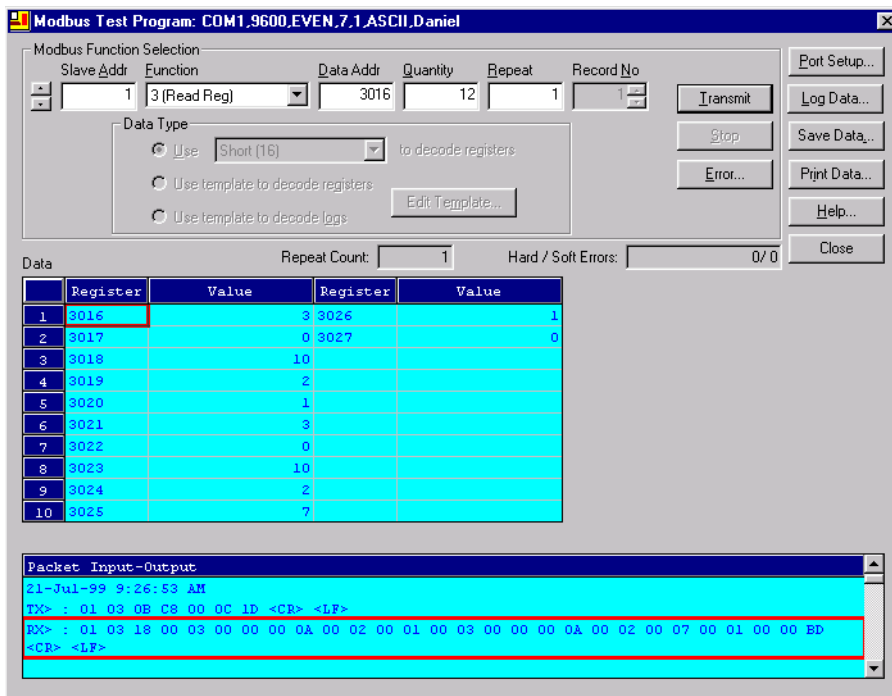 Modbus Test Program: COM1,9600,EVEN,7,1,ASCII,Daniel
Modbus Function Selection
Slave Addr Function Data Addr Quantity Repeat Record No
1 3 (Read Reg) 3016 12 1 1
Transmit
Stop
Error...
Port Setup...
Log Data...
Save Data...
Print Data...
Help...
Close
Data Type
Use Short (16) to decode registers
Use template to decode registers
Edit Template...
Use template to decode logs
Data Repeat Count: 1 Hard / Soft Errors: 0/ 0
Register Value Register Value
1 3016 3 3026 1
2 3017 0 3027 0
3 3018 10
4 3019 2
5 3020 1
6 3021 3
7 3022 0
8 3023 10
9 3024 2
10 3025 7
Packet Input-Output
21-Jul-99 9:26:53 AM
TX> : 01 03 0B C8 00 0C 1D <CR> <LF>
RX> : 01 03 18 00 03 00 00 00 0A 00 02 00 01 00 03 00 00 00 0A 00 02 00 07 00 01 00 00 BD
<CR> <LF>